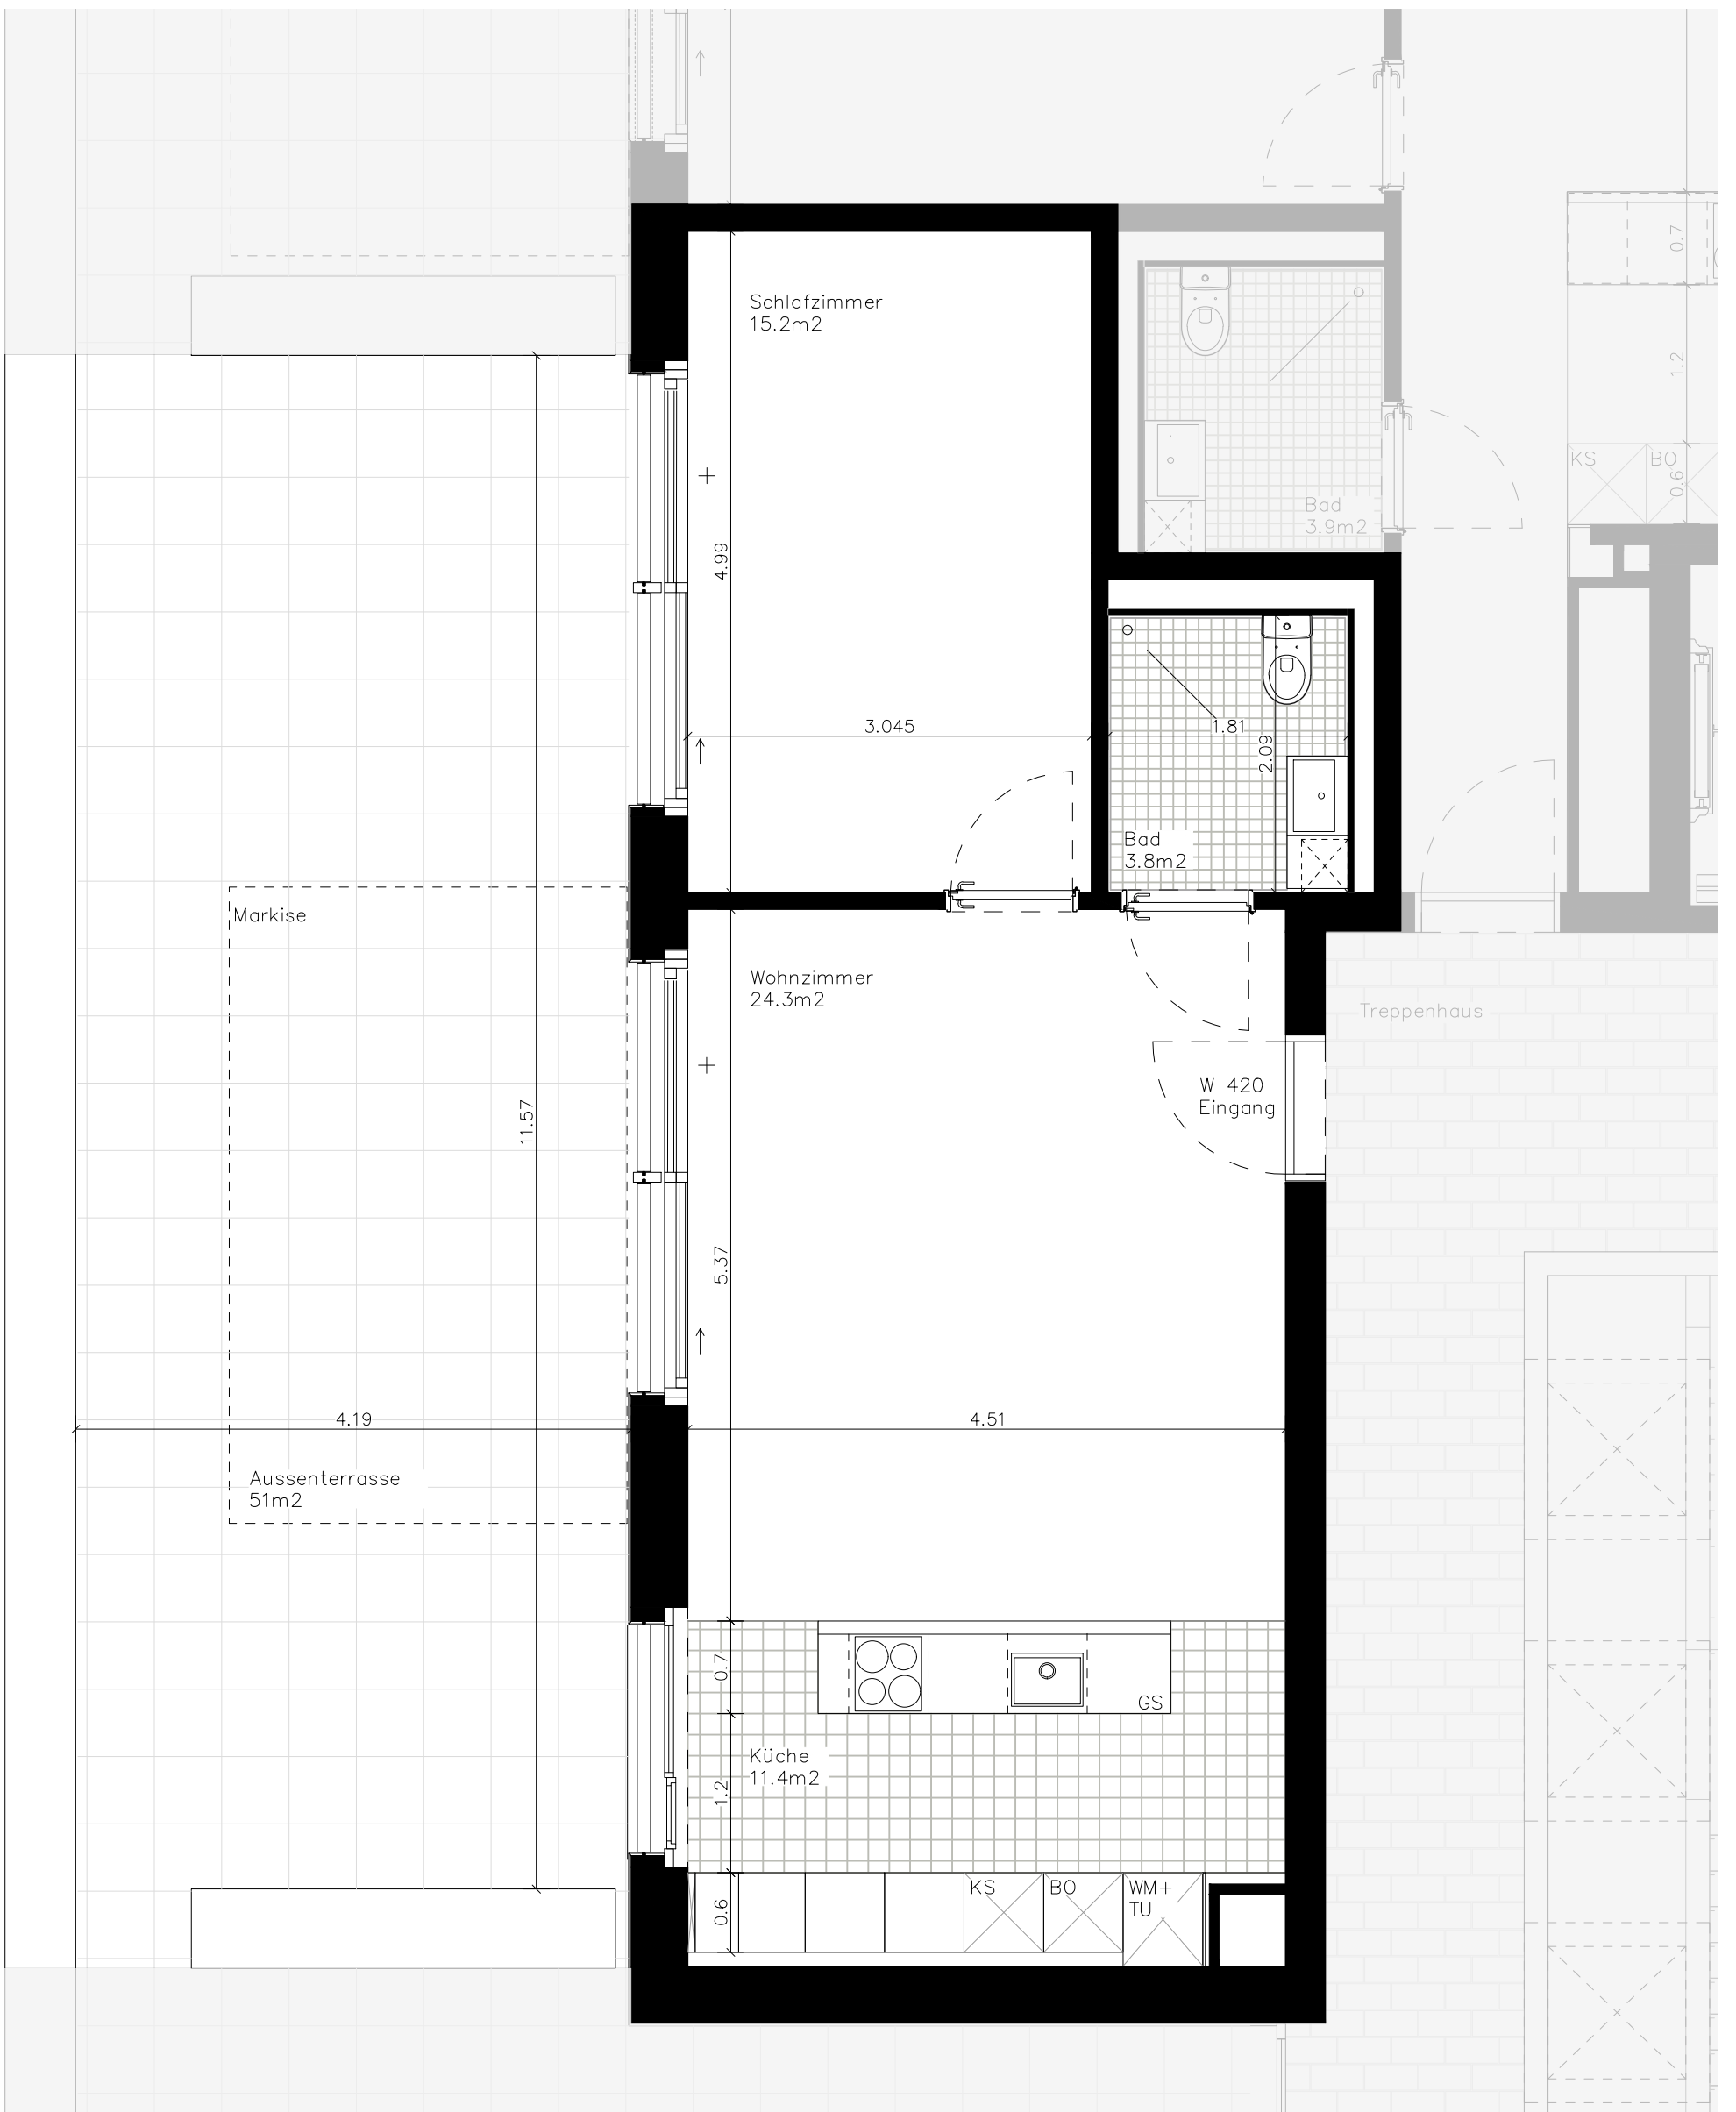 0.7
Schlafzimmer
15.2m2
1.2
KS
BO
0.6
Bad
3.9m2
4.99
3.045
1.81
2.09
Bad
3.8m2
Markise
Wohnzimmer
24.3m2
Treppenhaus
W 420
Eingang
11.57
5.37
4.19
4.51
Aussenterrasse
51m2
0.7
GS
Küche
11.4m2
1.2
KS
BO
WM+
TU
0.6